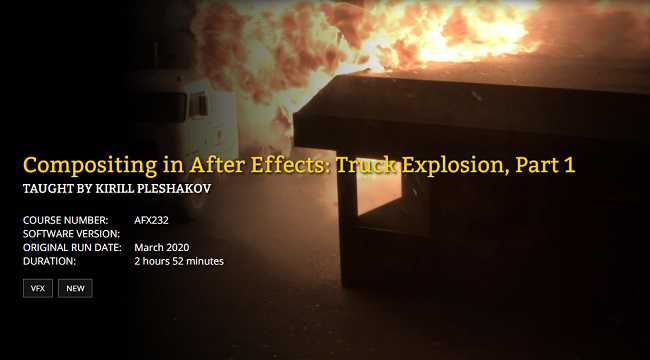 Compositing in After Effects: Truck Explosion, Part 1
TAUGHT BY KIRILL PLESHAKOV
COURSE NUMBER: AFX232
SOFTWARE VERSION:
ORIGINAL RUN DATE: March 2020
DURATION: 2 hours 52 minutes
VFX NEW